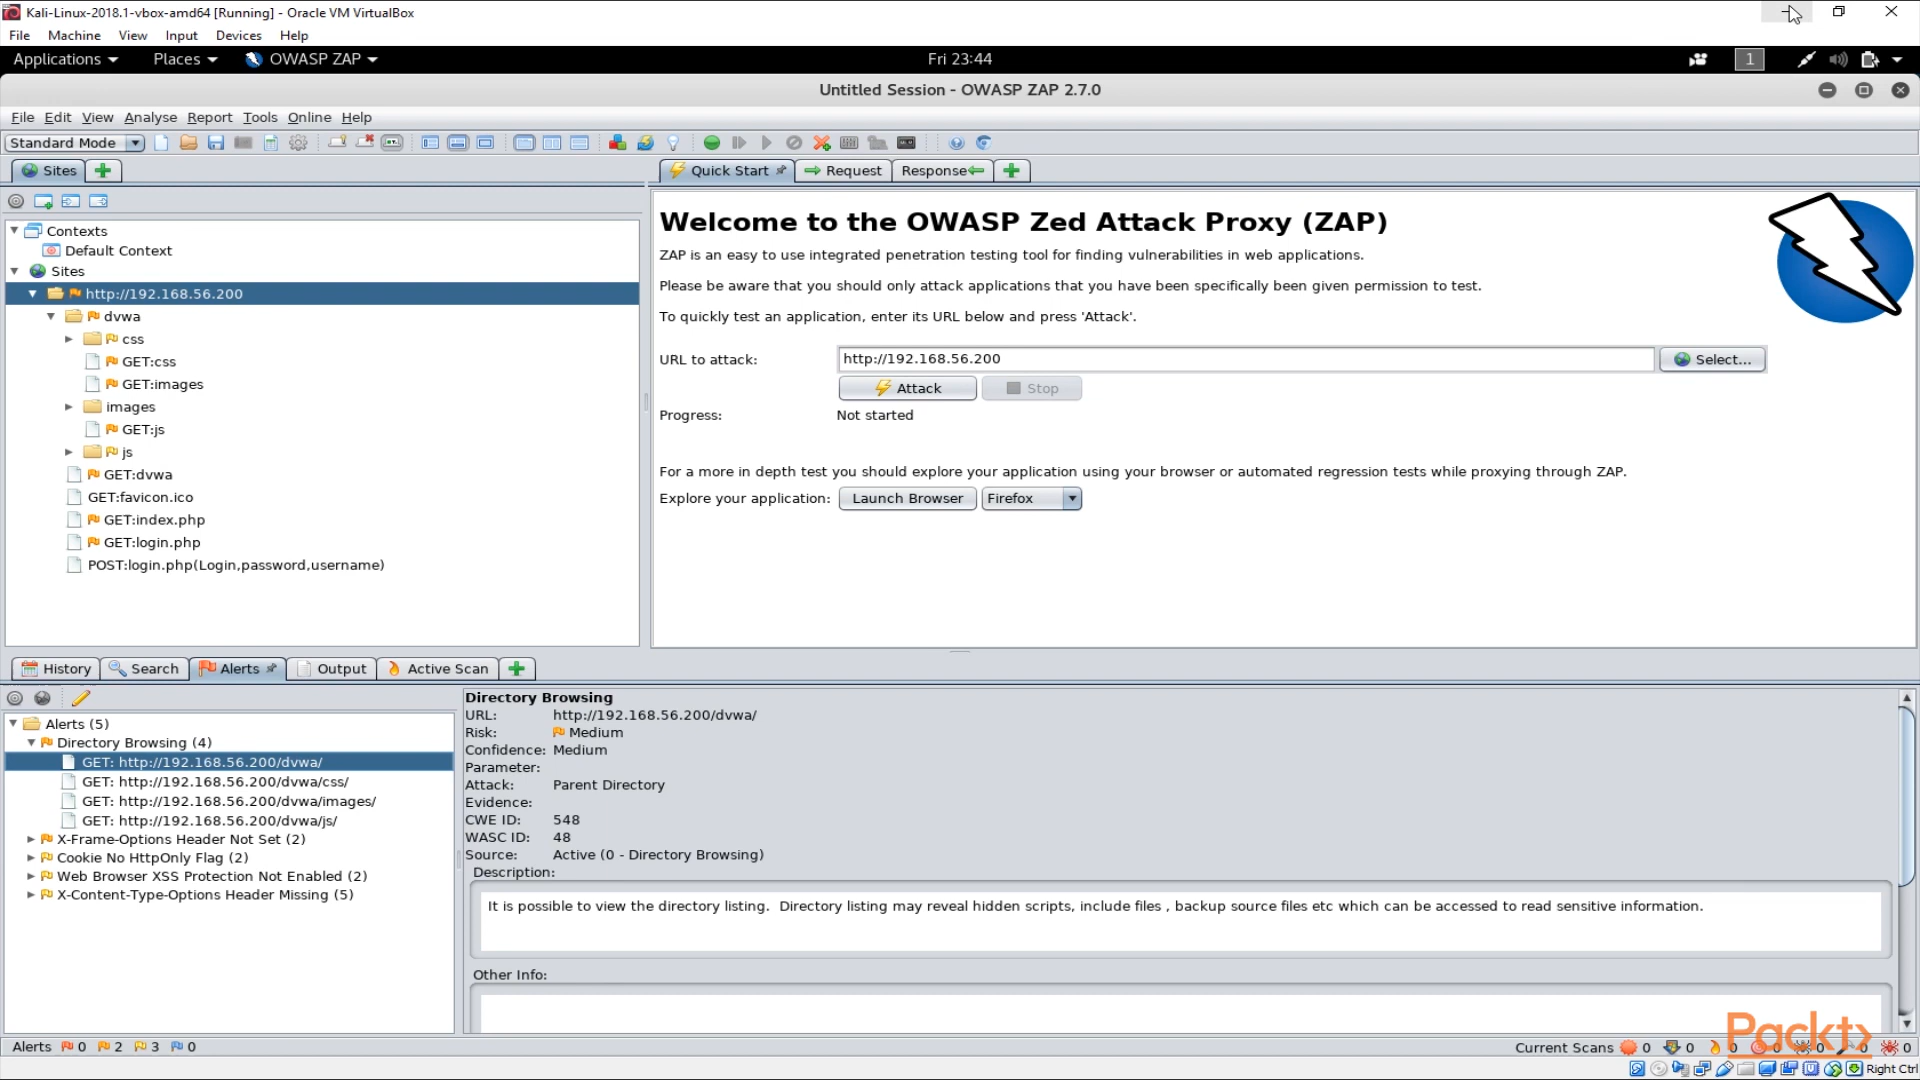 Kali-Linux-2018.1-vbox-amd64 [Running] - Oracle VM VirtualBox
File Machine View Input Devices Help
Applications Places OWASP ZAP Fri 23:44 1
Untitled Session - OWASP ZAP 2.7.0
File Edit View Analyse Report Tools Online Help
Standard Mode
Sites
Quick Start Request Response
Contexts
Default Context
Sites
http://192.168.56.200
dvwa
css
GET:css
GET:images
images
GET:js
js
GET:dvwa
GET:favicon.ico
GET:index.php
GET:login.php
POST:login.php(Login,password,username)
Welcome to the OWASP Zed Attack Proxy (ZAP)
ZAP is an easy to use integrated penetration testing tool for finding vulnerabilities in web applications.
Please be aware that you should only attack applications that you have been specifically been given permission to test.
To quickly test an application, enter its URL below and press 'Attack'.
URL to attack: http://192.168.56.200 Select...
Attack Stop
Progress: Not started
For a more in depth test you should explore your application using your browser or automated regression tests while proxying through ZAP.
Explore your application: Launch Browser Firefox
History Search Alerts Output Active Scan
Alerts (5)
Directory Browsing (4)
GET: http://192.168.56.200/dvwa/
GET: http://192.168.56.200/dvwa/css/
GET: http://192.168.56.200/dvwa/images/
GET: http://192.168.56.200/dvwa/js/
X-Frame-Options Header Not Set (2)
Cookie No HttpOnly Flag (2)
Web Browser XSS Protection Not Enabled (2)
X-Content-Type-Options Header Missing (5)
Directory Browsing
URL: http://192.168.56.200/dvwa/
Risk: Medium
Confidence: Medium
Parameter:
Attack: Parent Directory
Evidence:
CWE ID: 548
WASC ID: 48
Source: Active (0 - Directory Browsing)
Description:
It is possible to view the directory listing.  Directory listing may reveal hidden scripts, include files , backup source files etc which can be accessed to read sensitive information.
Other Info:
Packt
Alerts 0 2 3 0 Current Scans 0 0 0 0 0 0 0
Right Ctrl